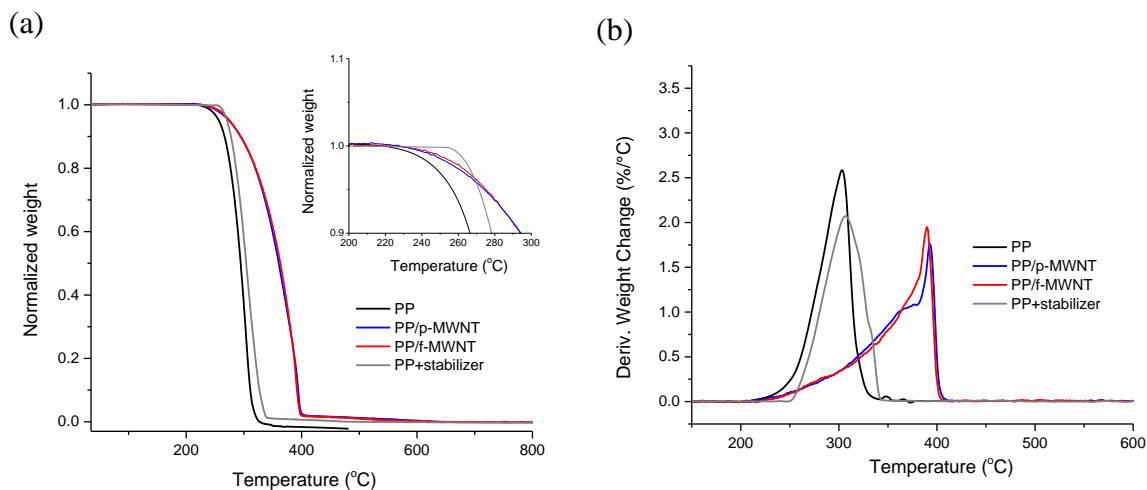 (a)
1.0
0.8
0.6
0.4
0.2
0.0
Normalized weight
200
400
600
800
Temperature (°C)
1.1
1.0
0.9
Normalized weight
200
220
240
260
280
300
Temperature (°C)
PP
PP/p-MWNT
PP/f-MWNT
PP+stabilizer
(b)
3.5
3.0
2.5
2.0
1.5
1.0
0.5
0.0
Deriv. Weight Change (%/°C)
200
300
400
500
600
Temperature (°C)
PP
PP/p-MWNT
PP/f-MWNT
PP+stabilizer